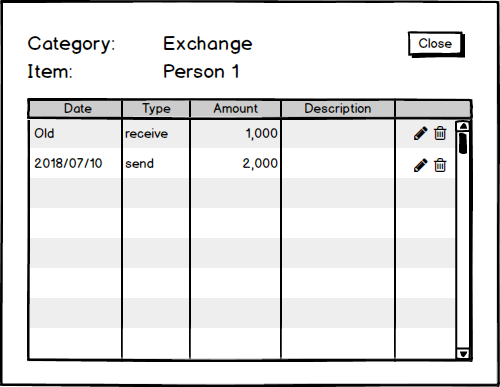 Category: Exchange Close
Item: Person 1
Date Type Amount Description
Old receive 1,000
2018/07/10 send 2,000